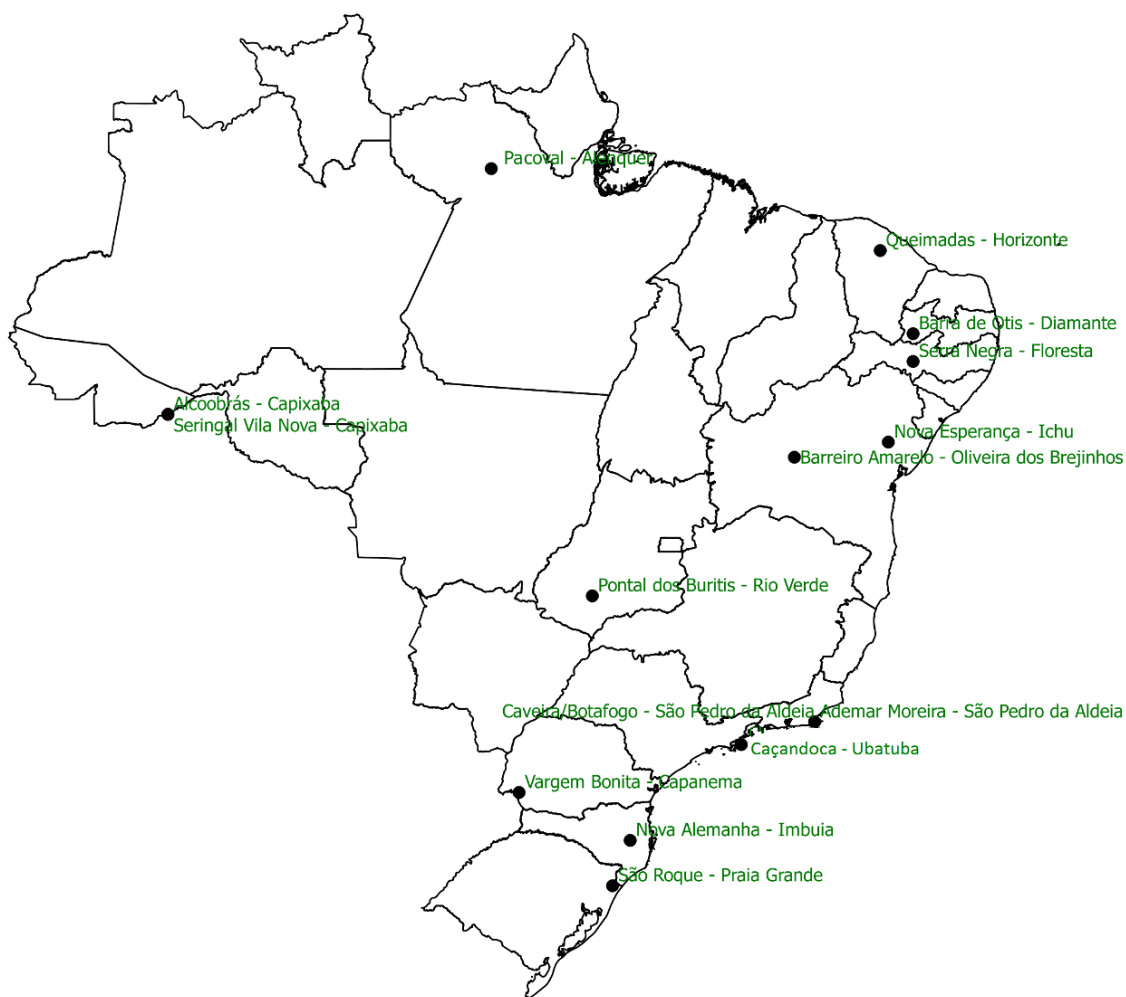 Pacoval - Alenquer
Queimadas - Horizonte
Barra de Otis - Diamante
Serra Negra - Floresta
Alcoobrás - Capixaba
Seringal Vila Nova - Capixaba
Nova Esperança - Ichu
Barreiro Amarelo - Oliveira dos Brejinhos
Pontal dos Buritis - Rio Verde
Caveira/Botafogo - São Pedro da Aldeia Ademar Moreira - São Pedro da Aldeia
Caçandoca - Ubatuba
Vargem Bonita - Capanema
Nova Alemanha - Imbuia
São Roque - Praia Grande